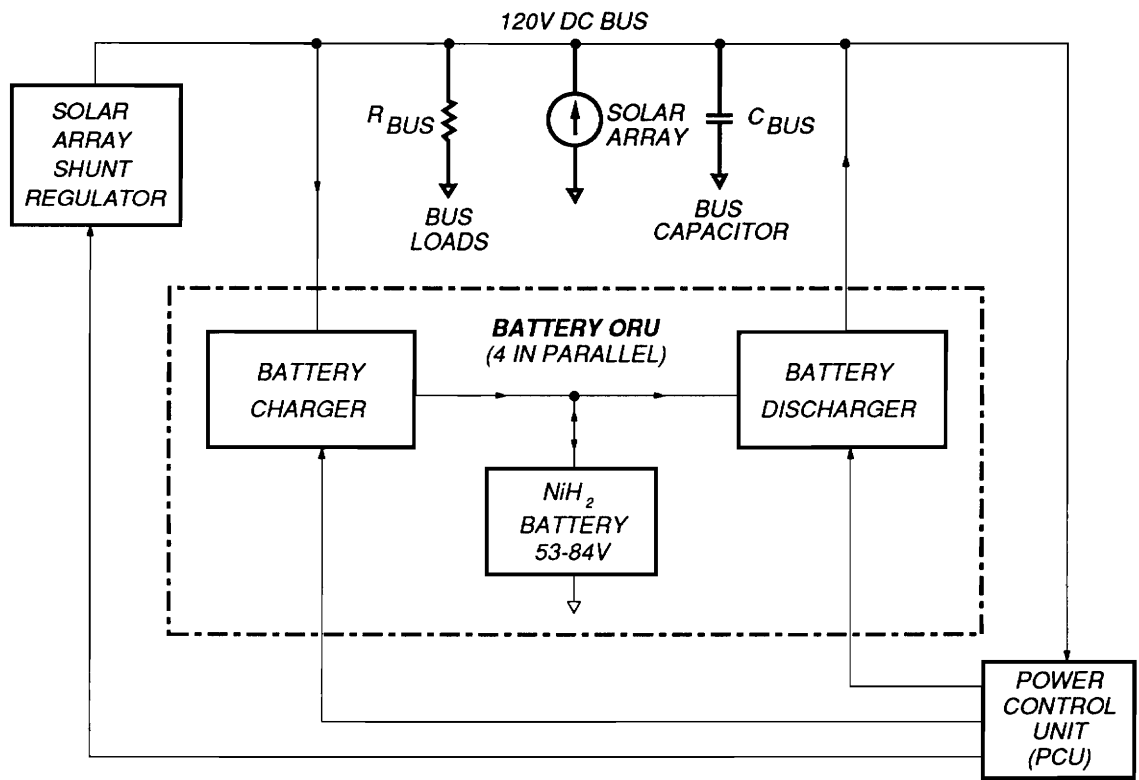 120V DC BUS
SOLAR
ARRAY
SHUNT
REGULATOR
R BUS
BUS
LOADS
SOLAR
ARRAY
C BUS
BUS
CAPACITOR
BATTERY ORU
(4 IN PARALLEL)
BATTERY
CHARGER
BATTERY
DISCHARGER
NiH2
BATTERY
53-84V
POWER
CONTROL
UNIT
(PCU)